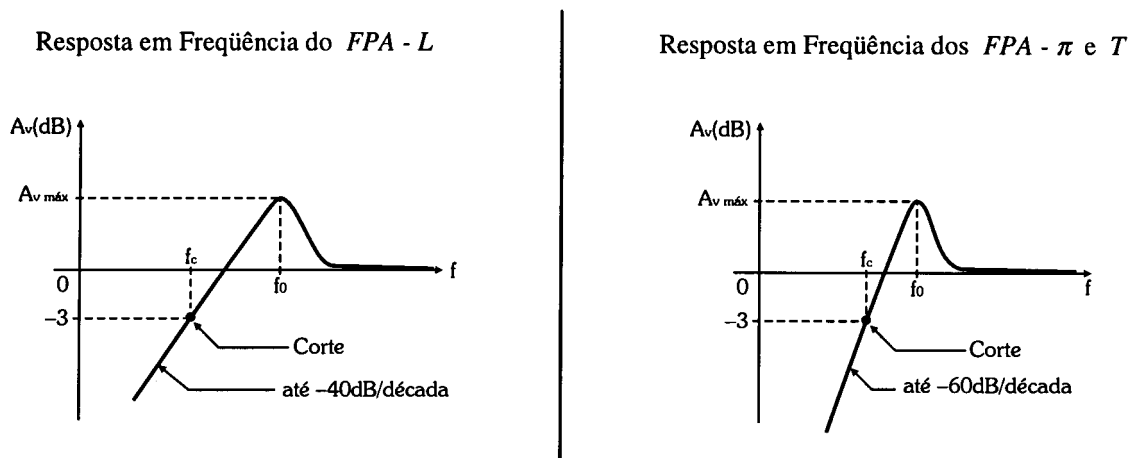 Resposta em Freqüência do FPA - L
Av(dB)
Av máx
fc
0
f0
f
−3
Corte
até −40dB/década
Resposta em Freqüência dos FPA - π e T
Av(dB)
Av máx
fc
0
f0
f
−3
Corte
até −60dB/década